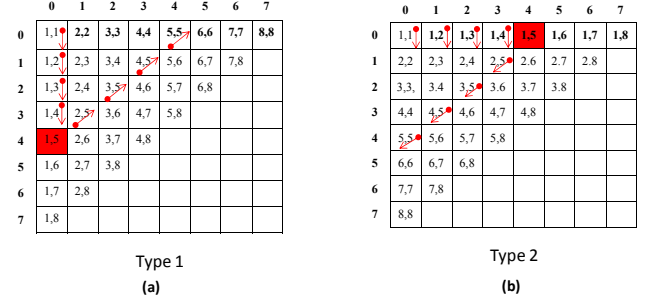 0 1 2 3 4 5 6 7
0 1,1 2,2 3,3 4,4 5,5 6,6 7,7 8,8
1 1,2 2,3 3,4 4,5 5,6 6,7 7,8
2 1,3 2,4 3,5 4,6 5,7 6,8
3 1,4 2,5 3,6 4,7 5,8
4 1,5 2,6 3,7 4,8
5 1,6 2,7 3,8
6 1,7 2,8
7 1,8
Type 1
(a)
0 1 2 3 4 5 6 7
0 1,1 1,2 1,3 1,4 1,5 1,6 1,7 1,8
1 2,2 2,3 2,4 2,5 2.6 2.7 2.8
2 3,3, 3.4 3,5 3.6 3.7 3.8
3 4,4 4,5 4,6 4,7 4,8
4 5,5 5,6 5,7 5,8
5 6,6 6,7 6,8
6 7,7 7,8
7 8,8
Type 2
(b)